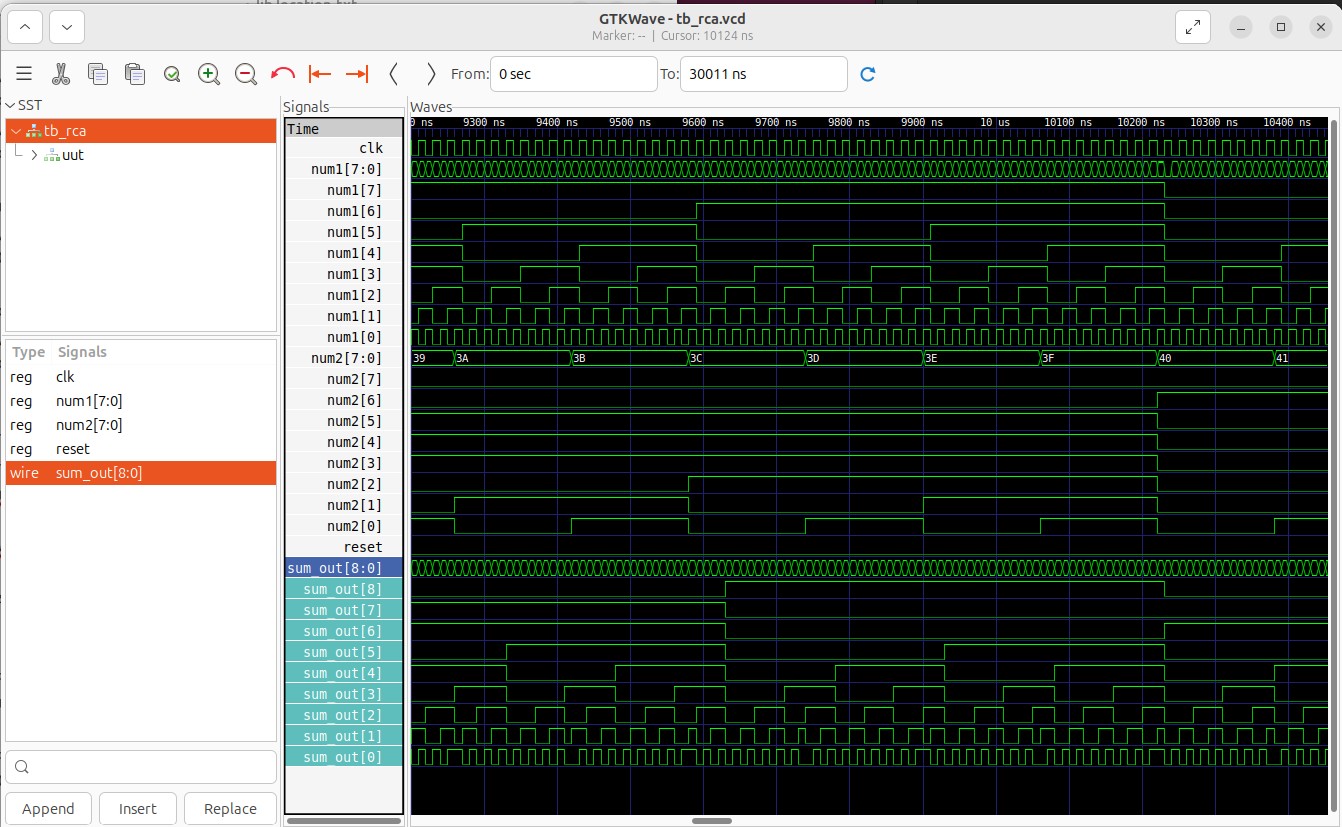 GTKWave - tb_rca.vcd
Marker: -- | Cursor: 10124 ns
From:
0 sec
To:
30011 ns
SST
tb_rca
uut
Type Signals
reg clk
reg num1[7:0]
reg num2[7:0]
reg reset
wire sum_out[8:0]
Append Insert Replace
Signals
Time
clk
num1[7:0]
num1[7]
num1[6]
num1[5]
num1[4]
num1[3]
num1[2]
num1[1]
num1[0]
num2[7:0]
num2[7]
num2[6]
num2[5]
num2[4]
num2[3]
num2[2]
num2[1]
num2[0]
reset
sum_out[8:0]
sum_out[8]
sum_out[7]
sum_out[6]
sum_out[5]
sum_out[4]
sum_out[3]
sum_out[2]
sum_out[1]
sum_out[0]
Waves
0 ns 9300 ns 9400 ns 9500 ns 9600 ns 9700 ns 9800 ns 9900 ns 10 us 10100 ns 10200 ns 10300 ns 10400 ns
39 3A 3B 3C 3D 3E 3F 40 41